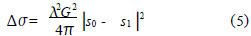 Δσ = λ²G²/4π |s0 - s1|² (5)